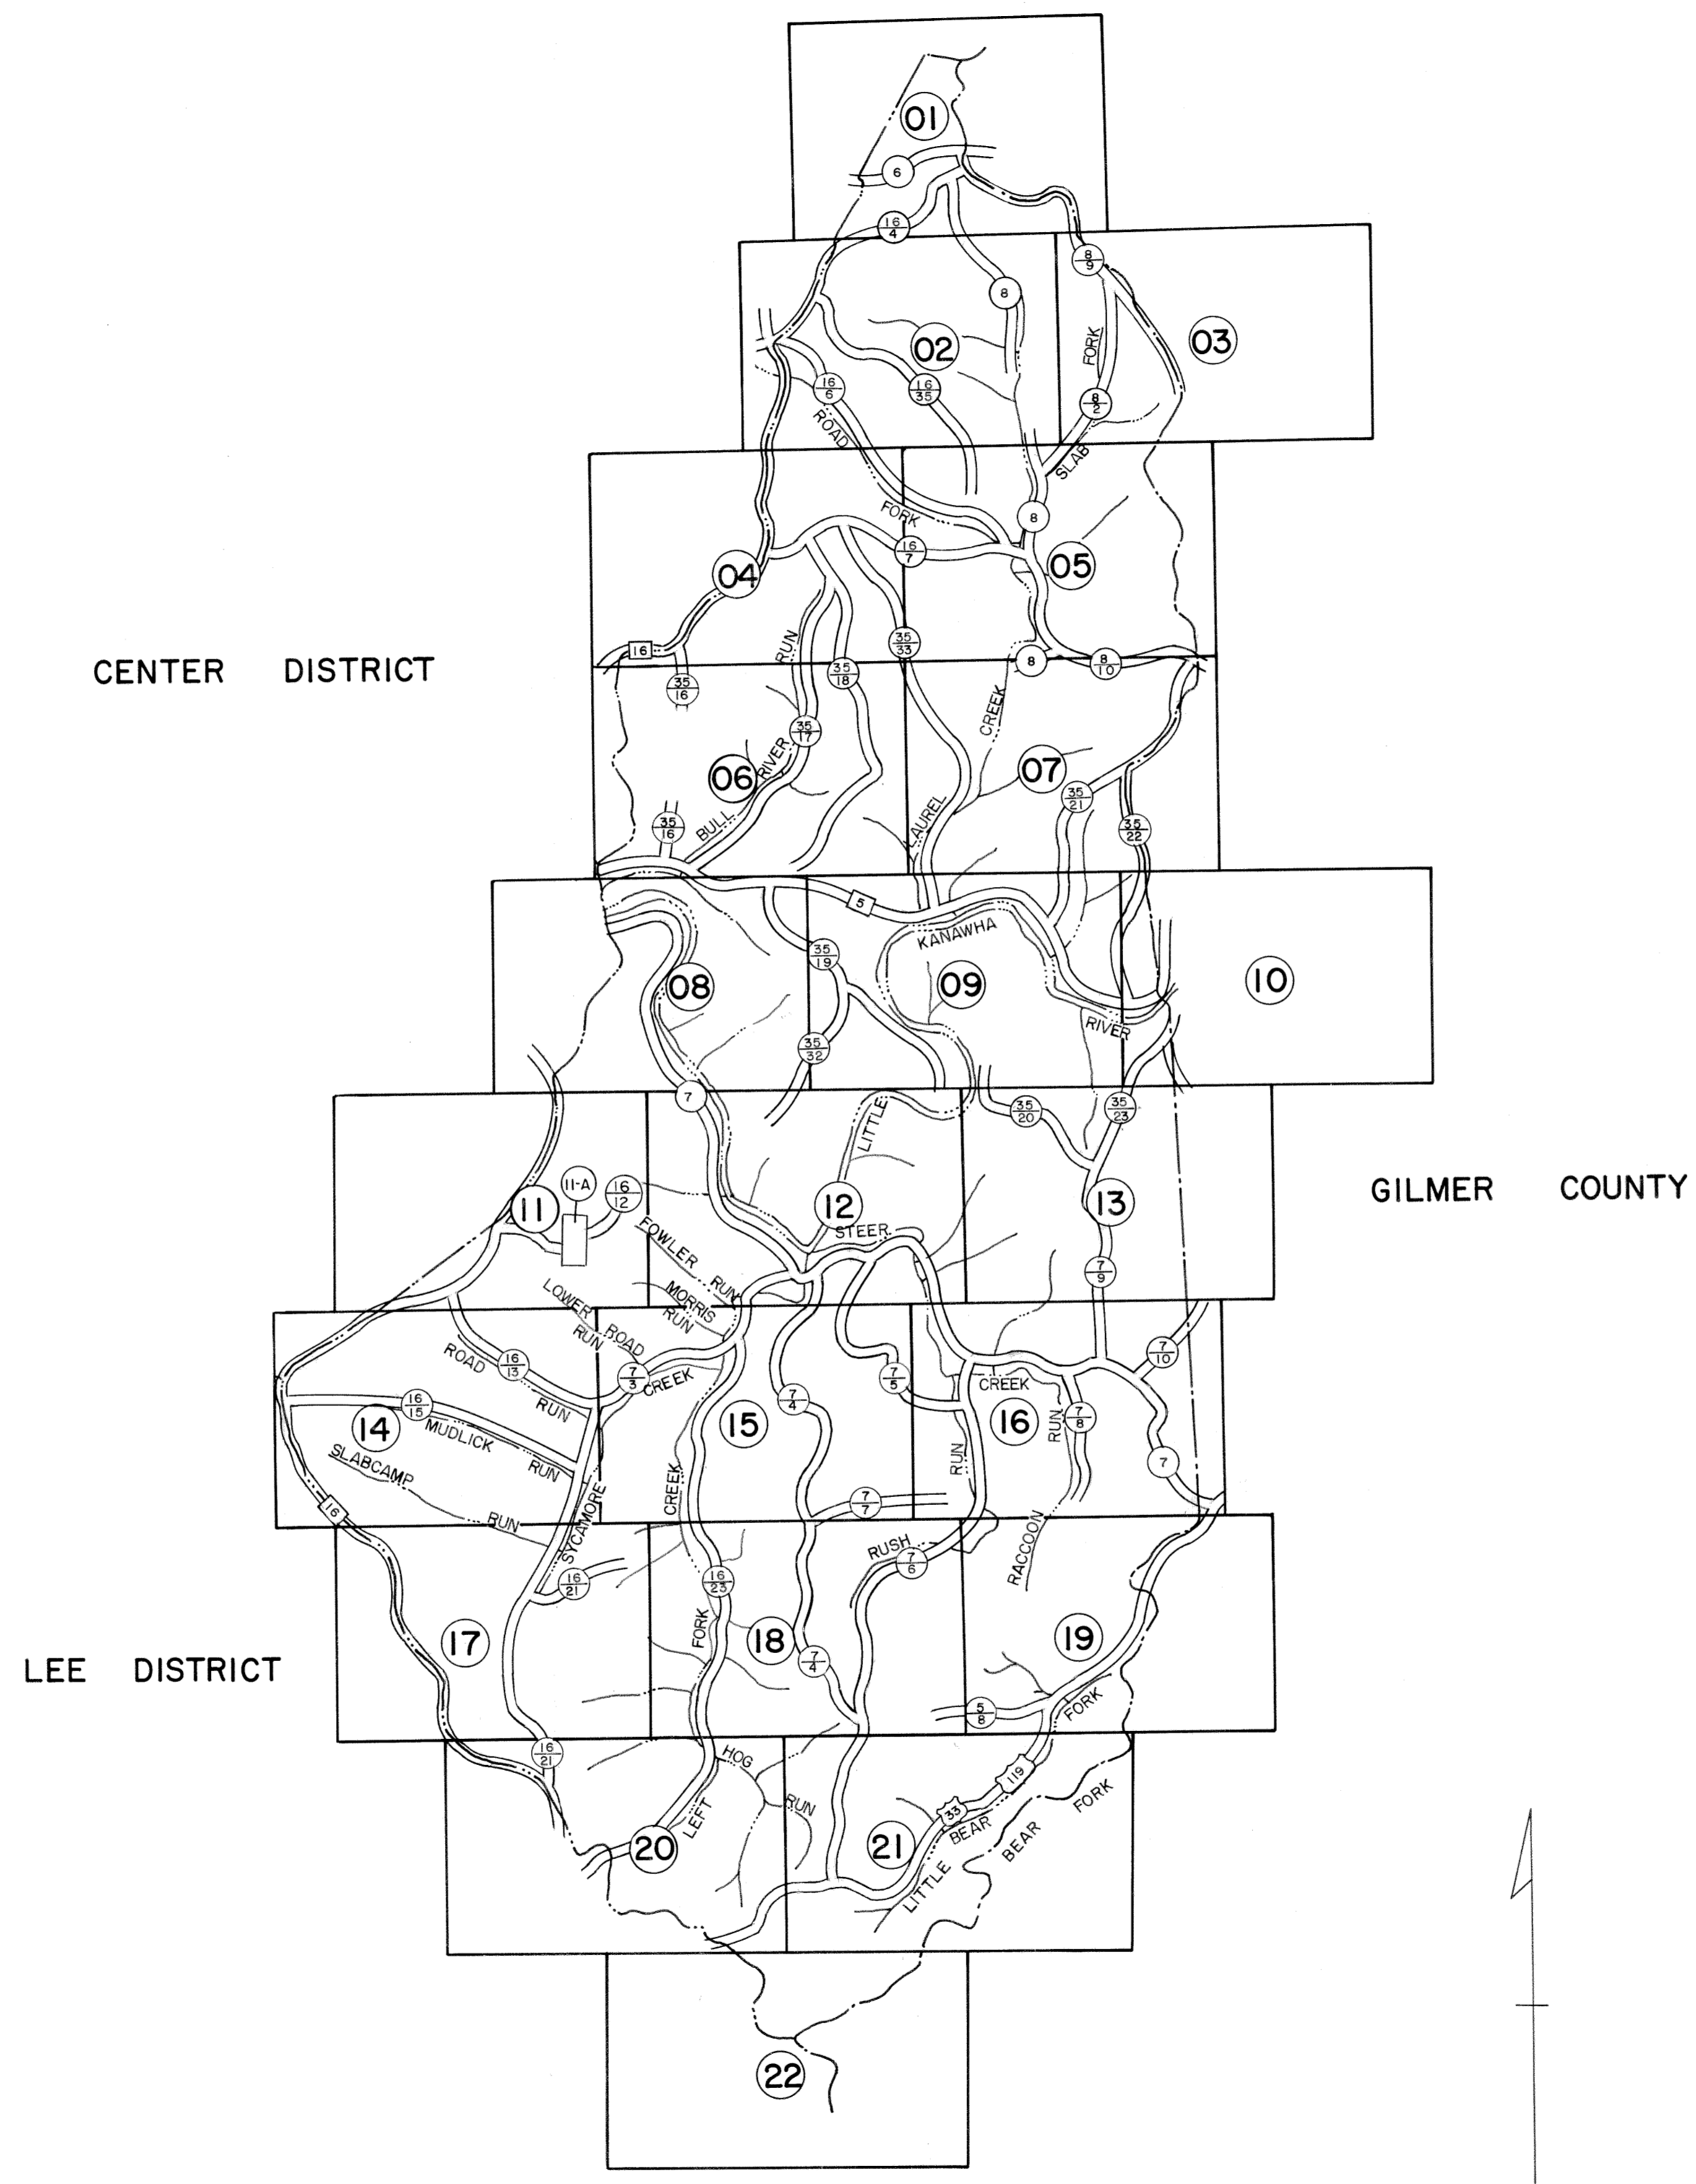 01
6
16
4
8
9
8
02
03
FORK
16
6
16
35
8
2
ROAD
SLAB
FORK
8
16
7
05
04
RUN
35
33
16
8
8
10
CENTER DISTRICT
35
16
35
18
CREEK
35
17
RIVER
06
07
35
21
LAUREL
35
16
BULL
35
22
5
KANAWHA
35
19
08
09
10
RIVER
35
32
7
LITTLE
35
20
35
23
11-A
16
12
11
12
13
GILMER COUNTY
FOWLER RUN
STEER
7
9
LOWER
RUN
MORRIS
RUN
ROAD
ROAD
RUN
16
13
7
3
CREEK
7
10
7
5
CREEK
7
4
16
15
14
MUDLICK
RUN
15
16
RUN
7
8
SLABCAMP
RUN
CREEK
RUN
7
16
7
7
SYCAMORE
RUSH
7
6
RACCOON
16
21
16
23
FORK
17
18
19
7
4
LEE DISTRICT
5
8
FORK
16
21
HOG
RUN
119
FORK
33
BEAR
BEAR
LEFT
20
21
LITTLE
22